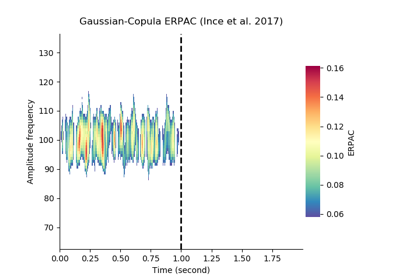 Gaussian-Copula ERPAC (Ince et al. 2017)
130
120
110
100
90
80
70
Amplitude frequency
0.00 0.25 0.50 0.75 1.00 1.25 1.50 1.75
Time (second)
0.16
0.14
0.12
0.10
0.08
0.06
ERPAC